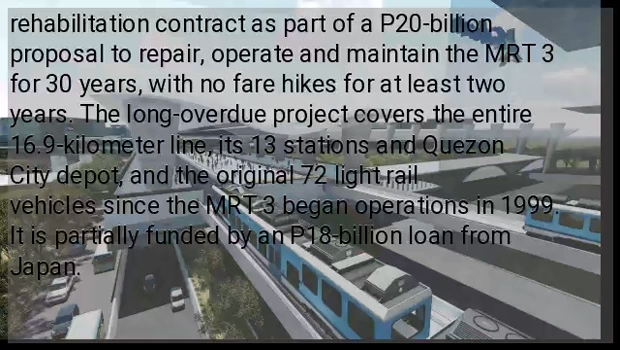 rehabilitation contract as part of a P20-billion
proposal to repair, operate and maintain the MRT 3
for 30 years, with no fare hikes for at least two
years. The long-overdue project covers the entire
16.9-kilometer line, its 13 stations and Quezon
City depot, and the original 72 light rail
vehicles since the MRT-3 began operations in 1999.
It is partially funded by an P18-billion loan from
Japan.